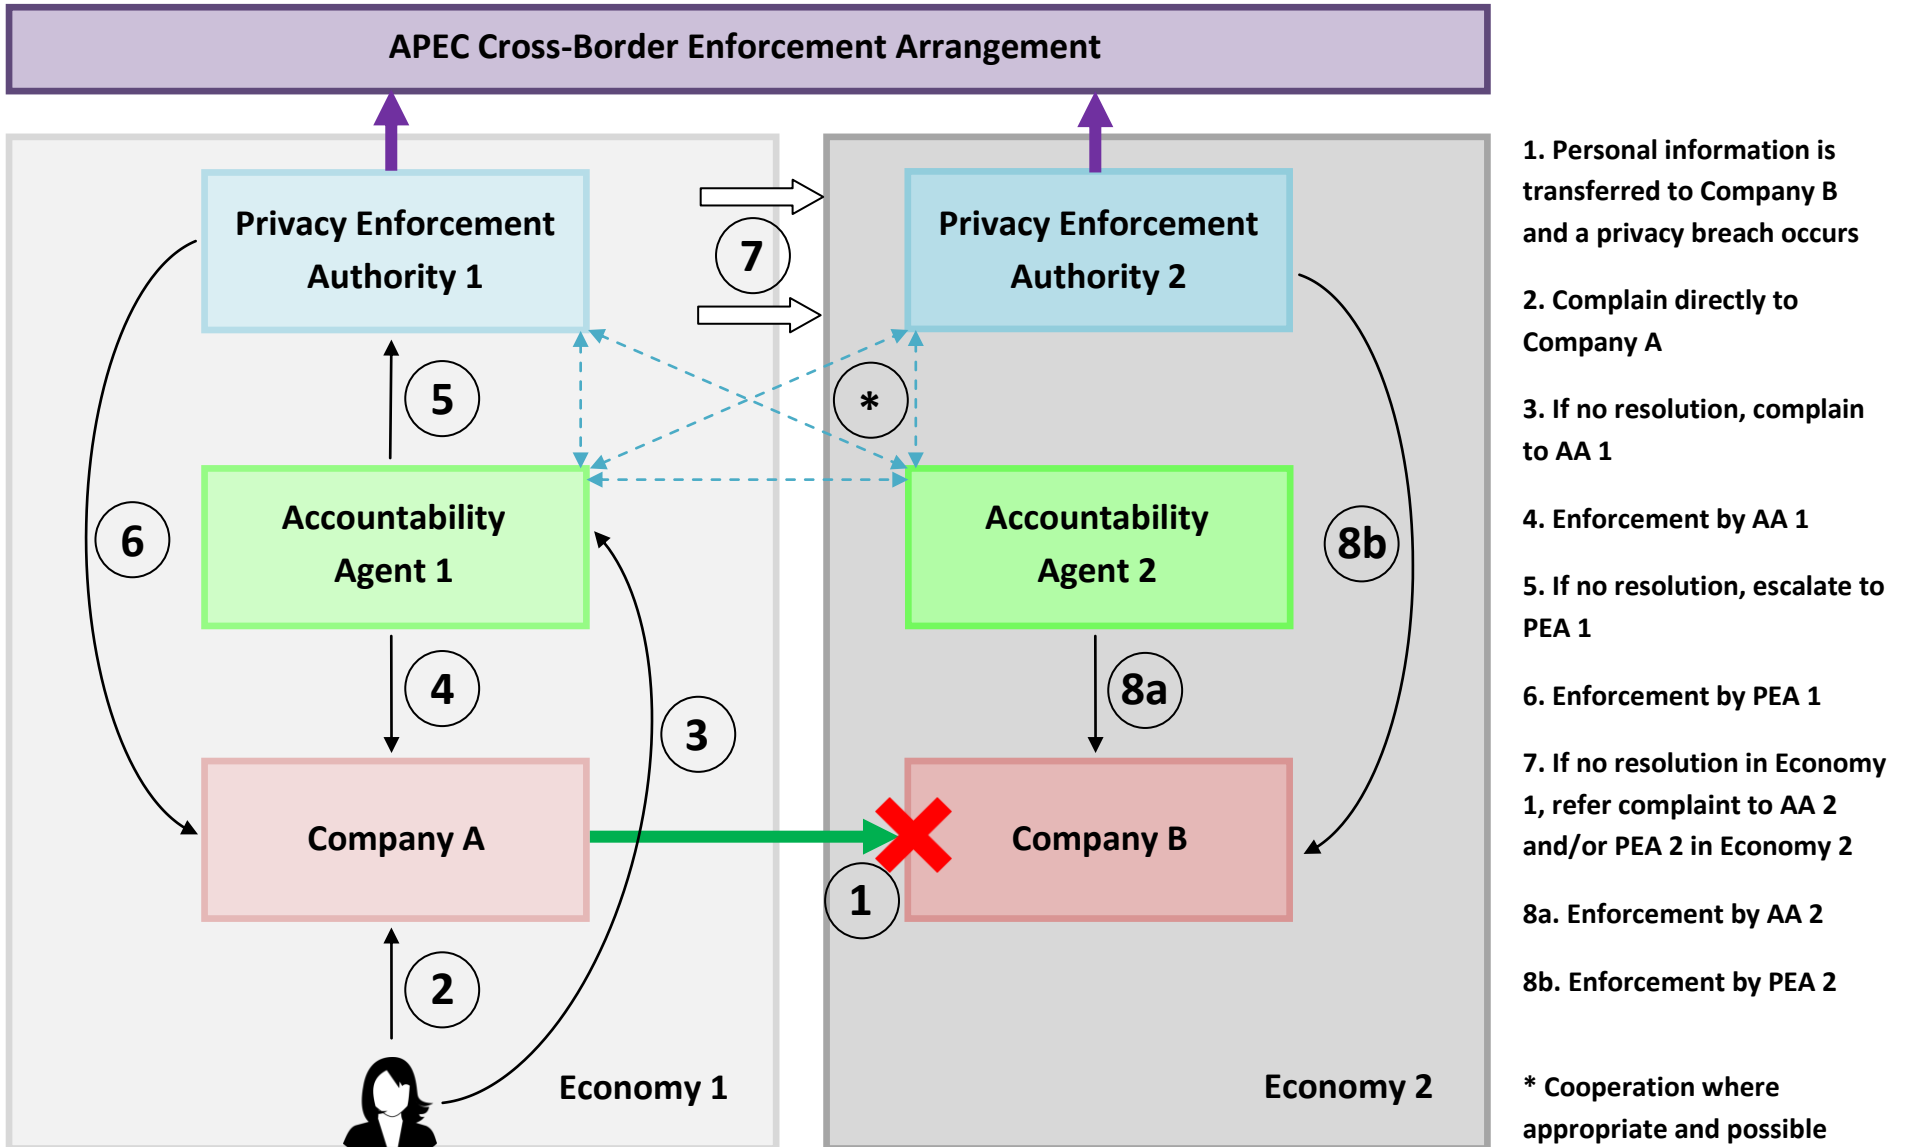 APEC Cross-Border Enforcement Arrangement
Privacy Enforcement
Authority 1
7
Privacy Enforcement
Authority 2
5
*
6
Accountability
Agent 1
Accountability
Agent 2
8b
4
3
8a
Company A
Company B
1
2
Economy 1
Economy 2
1. Personal information is
transferred to Company B
and a privacy breach occurs
2. Complain directly to
Company A
3. If no resolution, complain
to AA 1
4. Enforcement by AA 1
5. If no resolution, escalate to
PEA 1
6. Enforcement by PEA 1
7. If no resolution in Economy
1, refer complaint to AA 2
and/or PEA 2 in Economy 2
8a. Enforcement by AA 2
8b. Enforcement by PEA 2
* Cooperation where
appropriate and possible